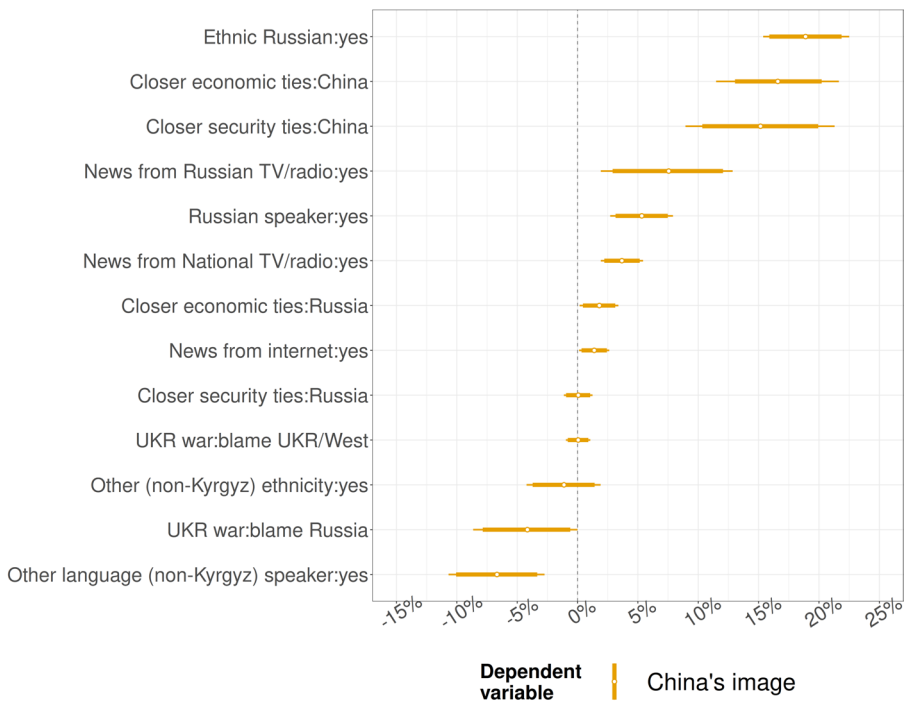 Ethnic Russian:yes
Closer economic ties:China
Closer security ties:China
News from Russian TV/radio:yes
Russian speaker:yes
News from National TV/radio:yes
Closer economic ties:Russia
News from internet:yes
Closer security ties:Russia
UKR war:blame UKR/West
Other (non-Kyrgyz) ethnicity:yes
UKR war:blame Russia
Other language (non-Kyrgyz) speaker:yes
-15% -10% -5% 0% 5% 10% 15% 20% 25%
Dependent
variable
China's image